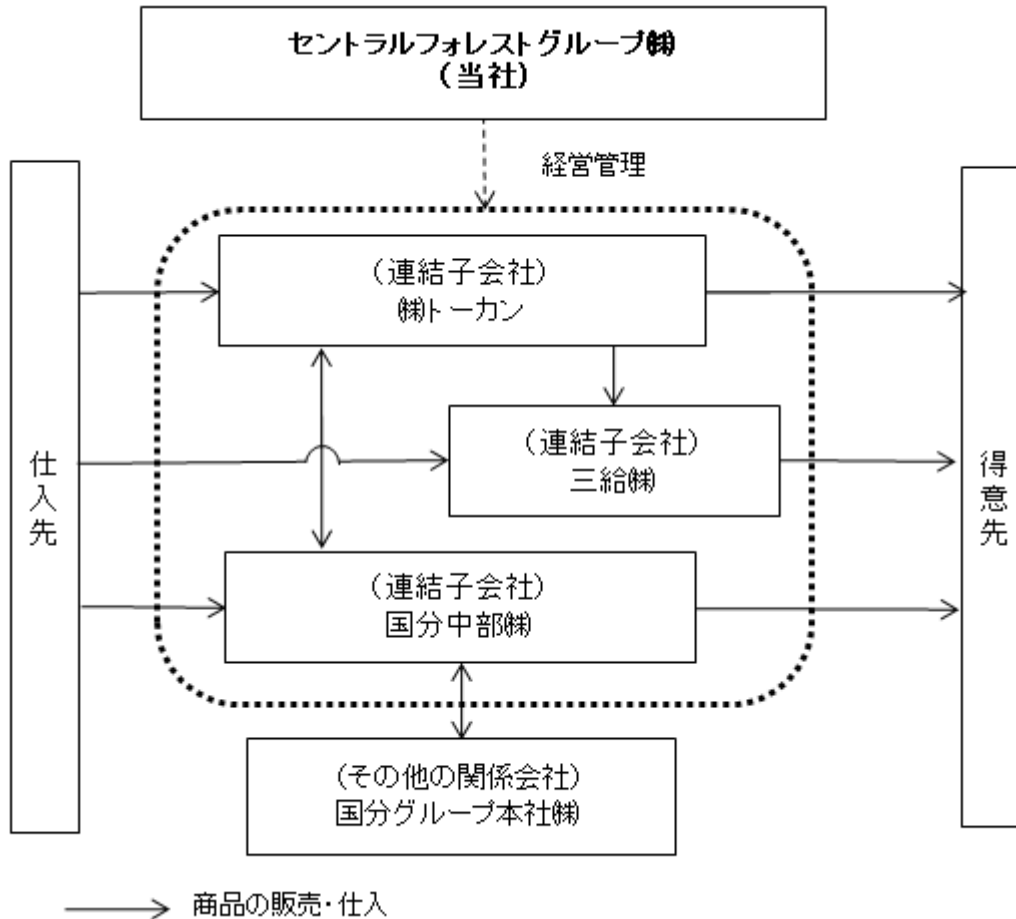 セントラルフォレストグループ㈱
（当社）
経営管理
仕入先
（連結子会社）
㈱トーカン
（連結子会社）
三給㈱
（連結子会社）
国分中部㈱
得意先
（その他の関係会社）
国分グループ本社㈱
商品の販売・仕入